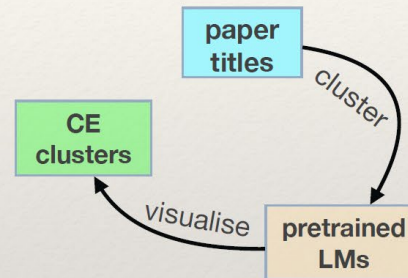 paper
titles
cluster
CE
clusters
visualise
pretrained
LMs